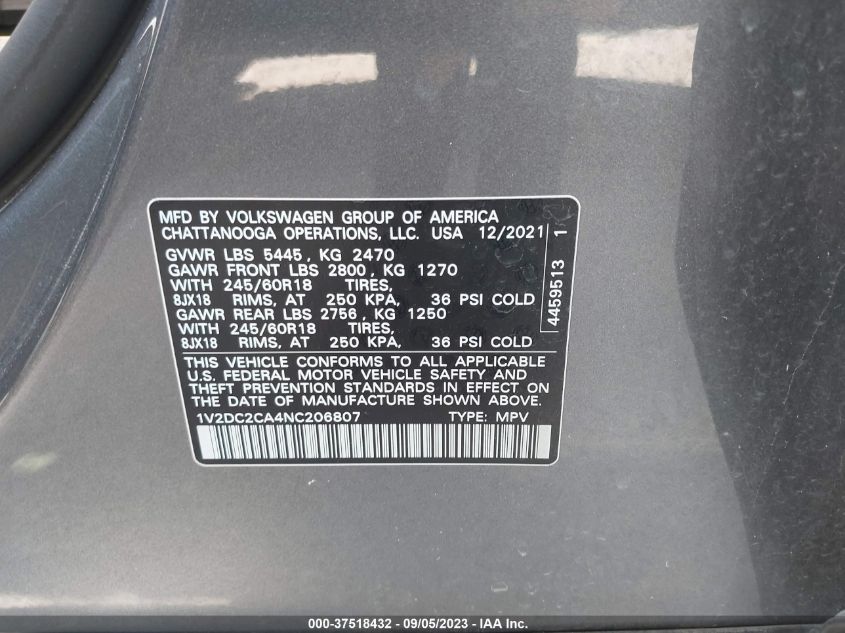 MFD BY VOLKSWAGEN GROUP OF AMERICA
CHATTANOOGA OPERATIONS, LLC. USA 12/2021
GVWR LBS 5445, KG 2470
GAWR FRONT LBS 2800, KG 1270
WITH 245/60R18 TIRES,
8JX18 RIMS, AT 250 KPA, 36 PSI COLD
GAWR REAR LBS 2756, KG 1250
WITH 245/60R18 TIRES,
8JX18 RIMS, AT 250 KPA, 36 PSI COLD
4459513 1
THIS VEHICLE CONFORMS TO ALL APPLICABLE
U.S. FEDERAL MOTOR VEHICLE SAFETY AND
THEFT PREVENTION STANDARDS IN EFFECT ON
THE DATE OF MANUFACTURE SHOWN ABOVE.
1V2DC2CA4NC206807 TYPE: MPV
000-37518432 - 09/05/2023 - IAA Inc.